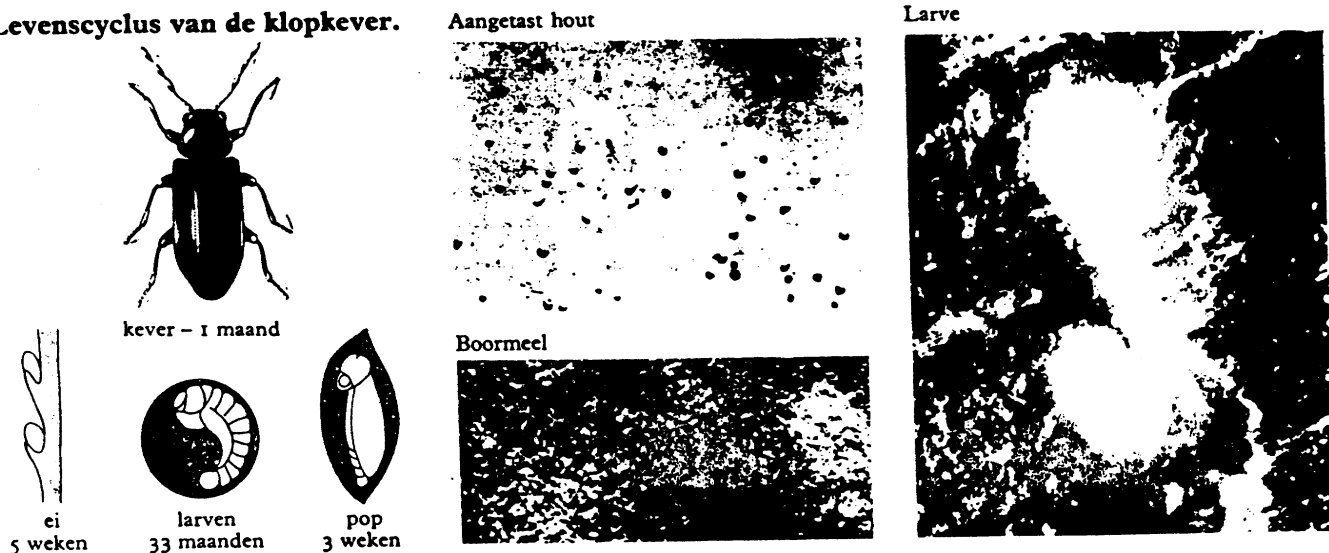 Levenscyclus van de klopkever.
kever – 1 maand
ei
5 weken
larven
33 maanden
pop
3 weken
Aangetast hout
Boormeel
Larve